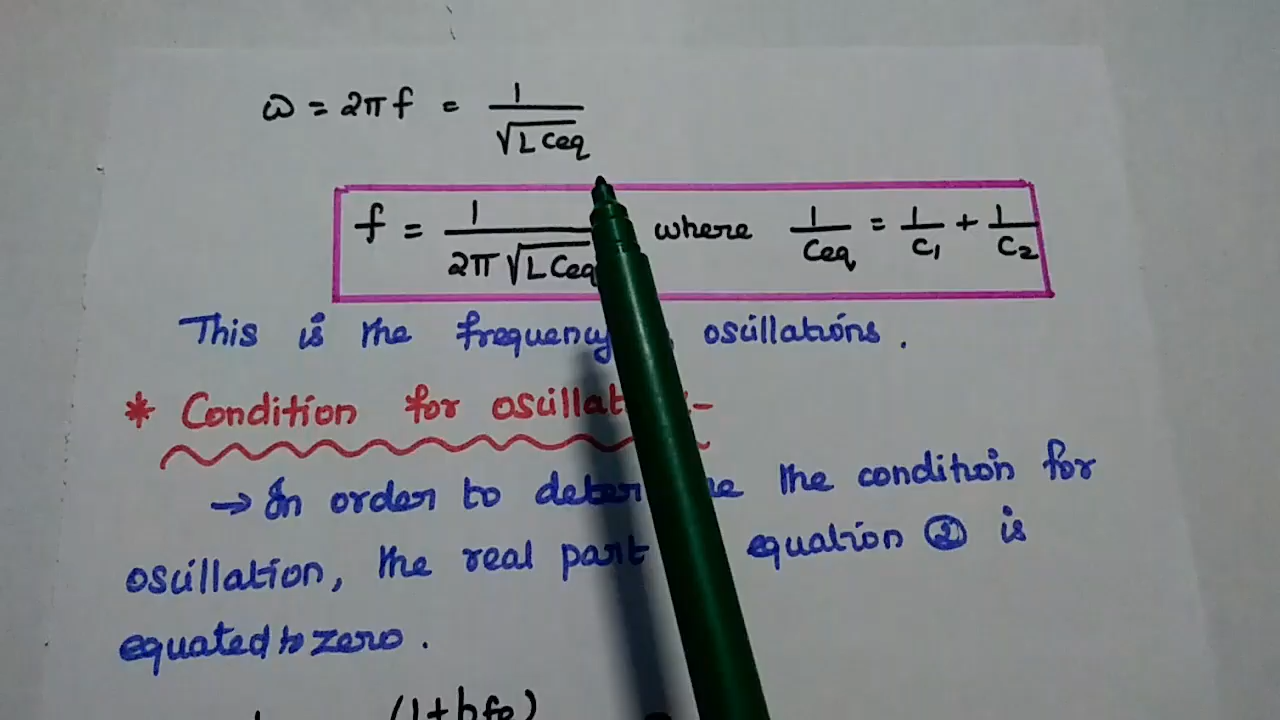 ω = 2πf = 1/√LCeq
f = 1/2π√LCeq where 1/Ceq = 1/C1 + 1/C2
This is the frequency oscillations.
* Condition for :-
→ In order to the condition for
oscillation, the real part equation ② is
equated to zero.
(1+hfe)